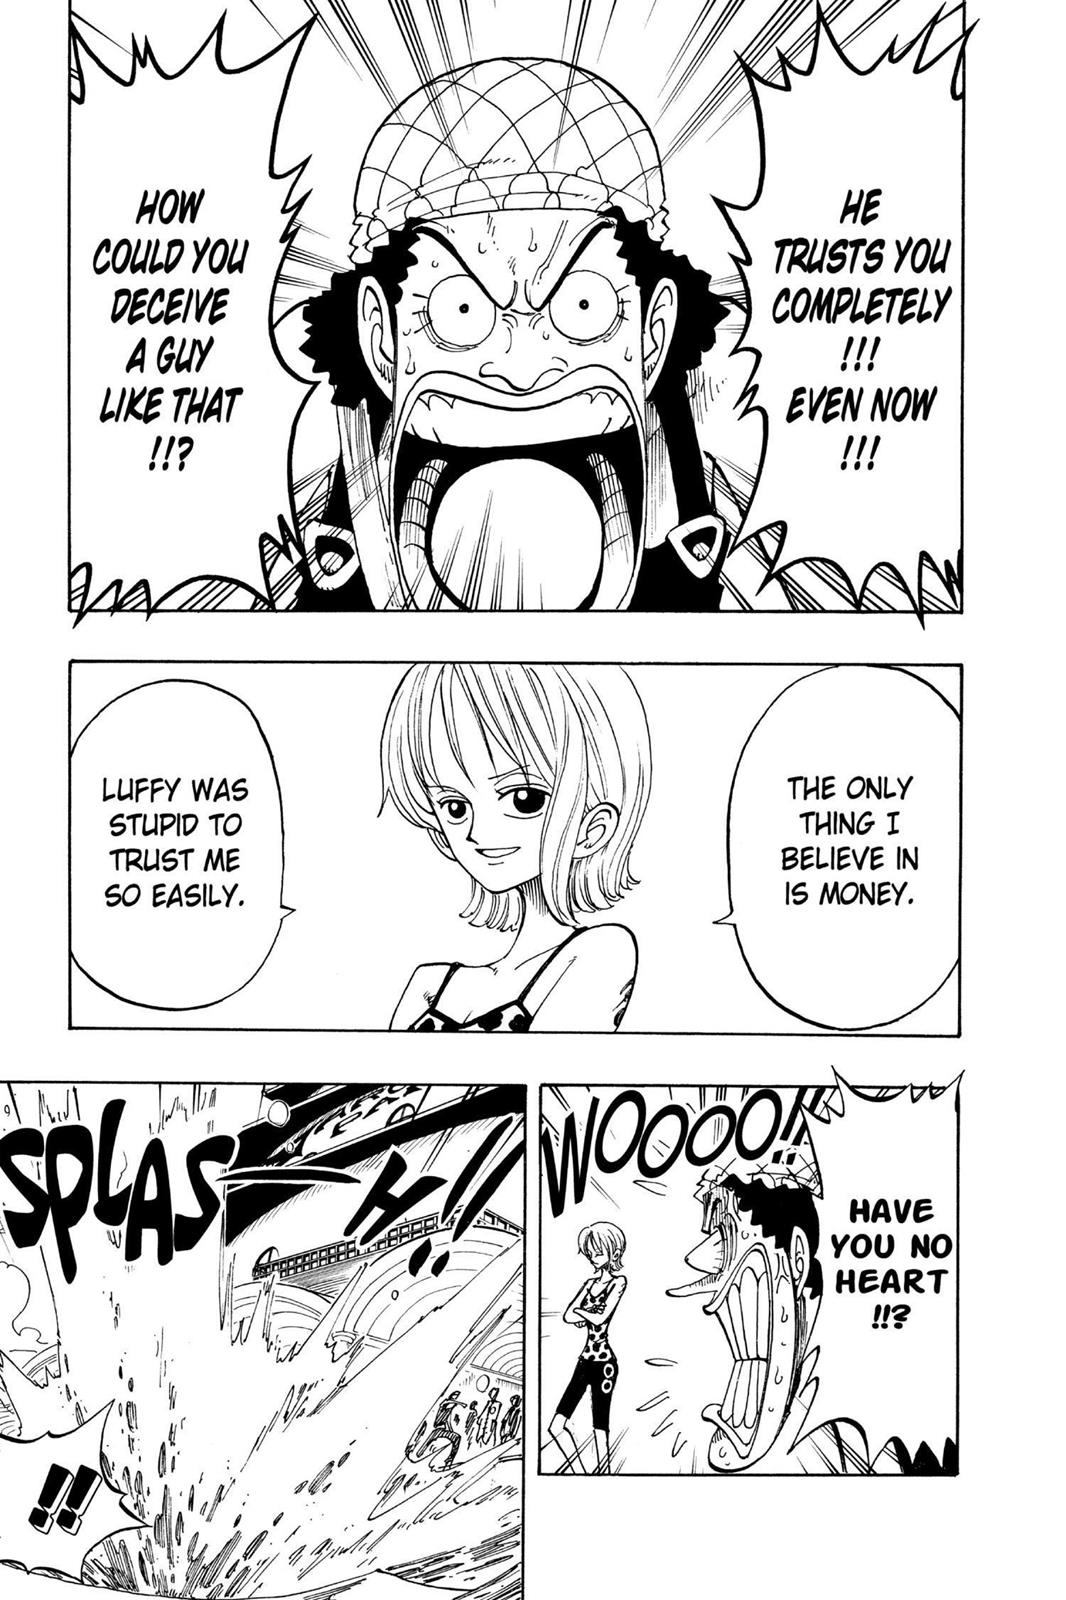 HE
TRUSTS YOU
COMPLETELY
!!!
EVEN NOW
!!!
HOW
COULD YOU
DECEIVE
A GUY
LIKE THAT
!!?
THE ONLY
THING I
BELIEVE IN
IS MONEY.
LUFFY WAS
STUPID TO
TRUST ME
SO EASILY.
HAVE
YOU NO
HEART
!!?
WOOOO!!
SPLASH!!
!!